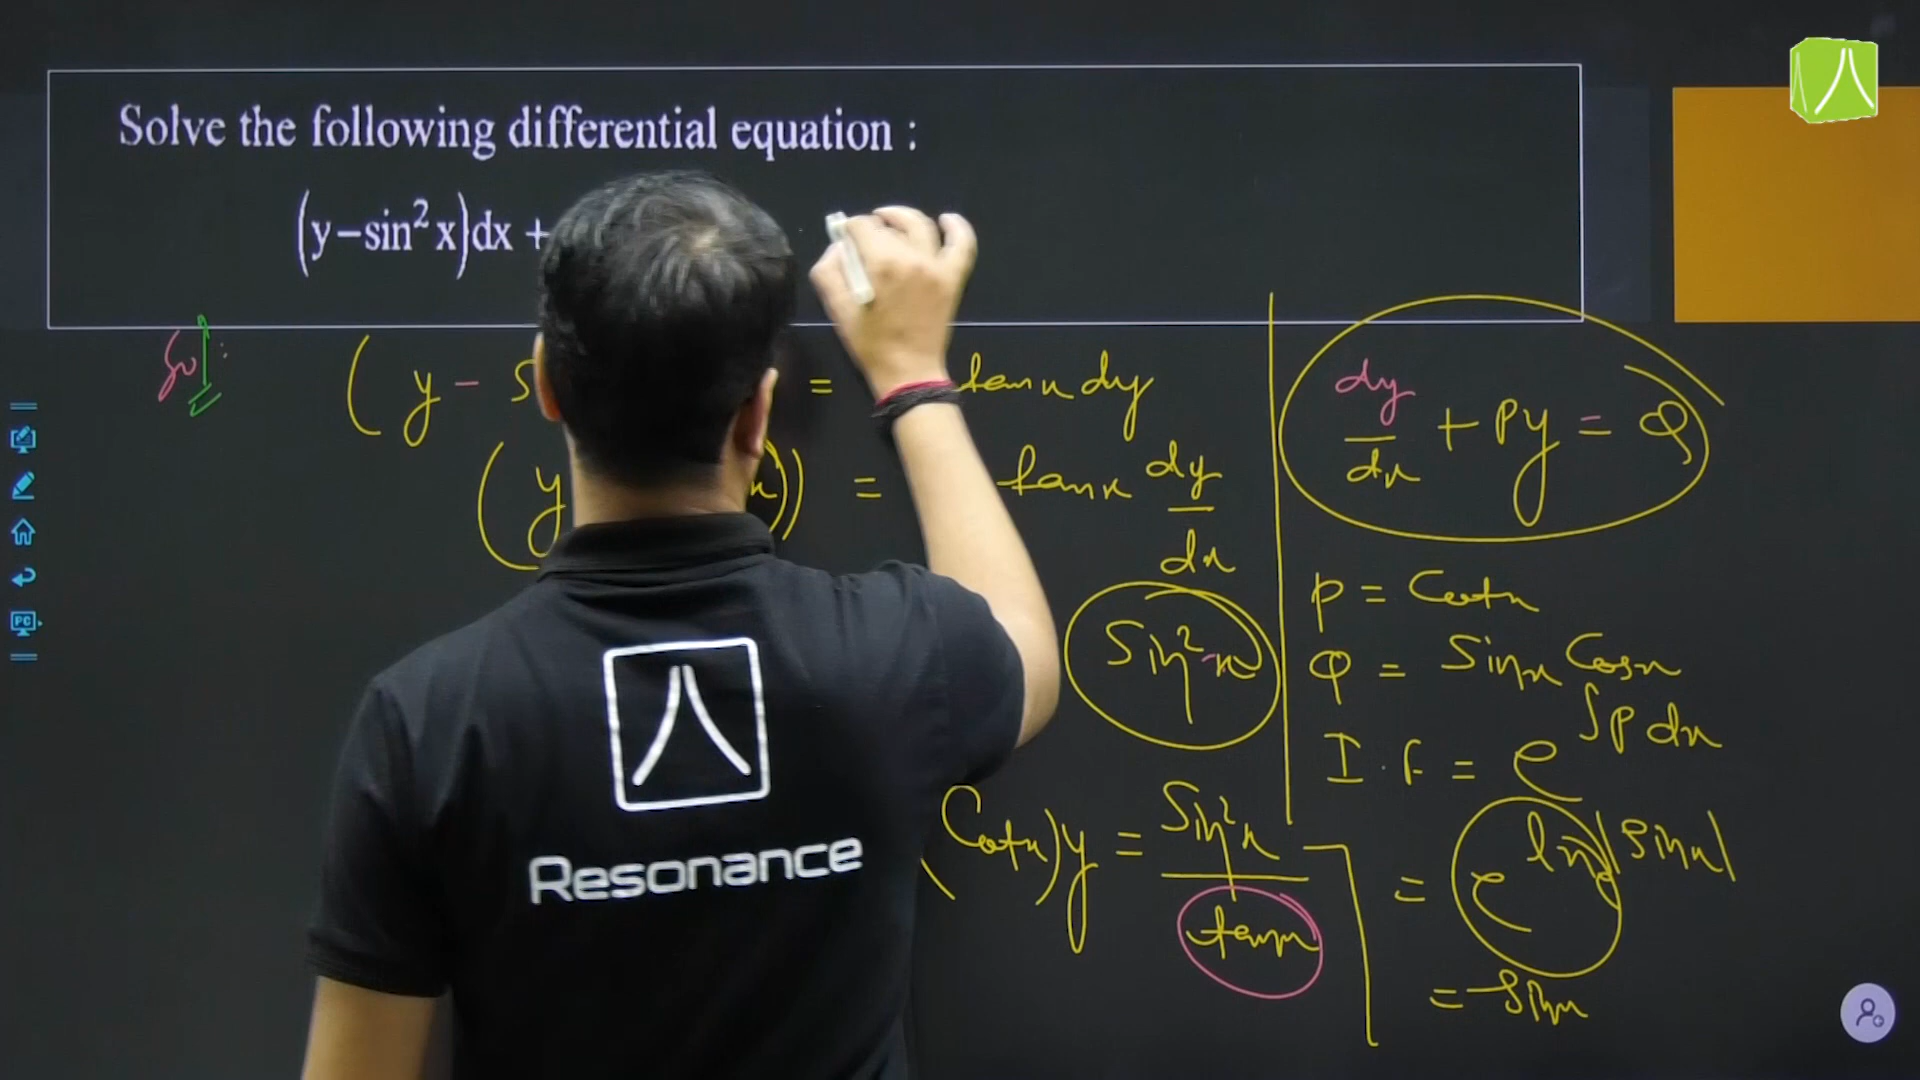 Solve the following differential equation :
(y−sin²x)dx +
Sol:
(y − s = tanx dy
(y x) = tanx dy/dx
Sin²x
(Cotx)y = Sin²x/tanx
dy/dx + Py = Q
P = Cotx
Q = Sinx Cosx
I.F = e^∫P dx
= e^ln|sinx|
= sinx
Resonance
PC